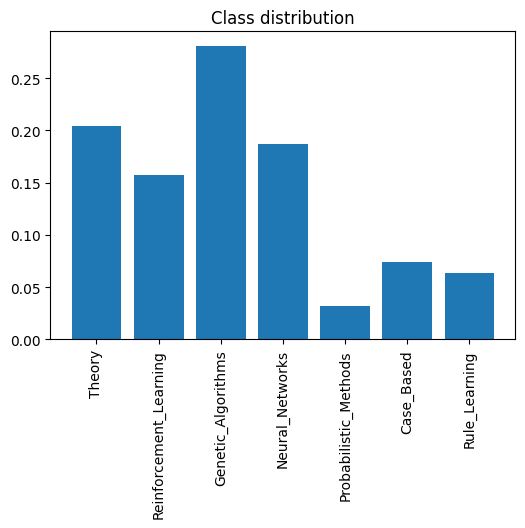 Class distribution
0.25
0.20
0.15
0.10
0.05
0.00
Theory
Reinforcement_Learning
Genetic_Algorithms
Neural_Networks
Probabilistic_Methods
Case_Based
Rule_Learning